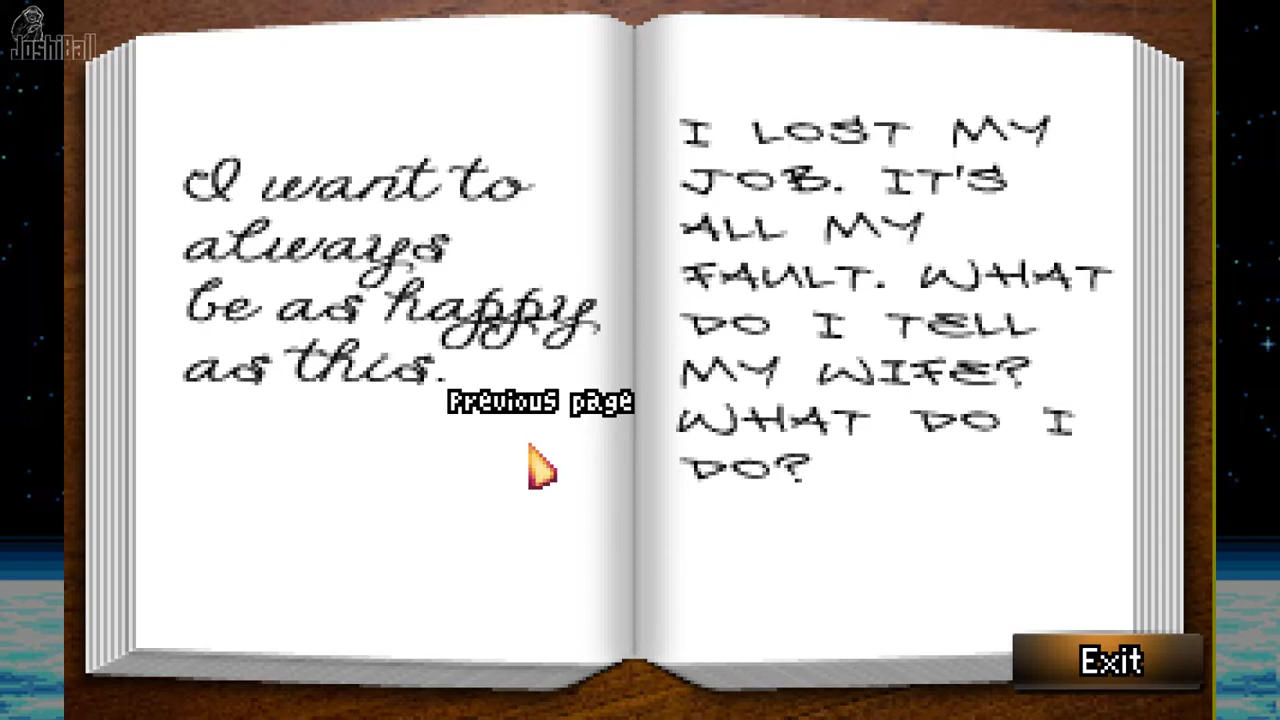 JoshiBall
I want to
always
be as happy
as this.
Previous page
I LOST MY
JOB. IT'S
ALL MY
FAULT. WHAT
DO I TELL
MY WIFE?
WHAT DO I
DO?
Exit